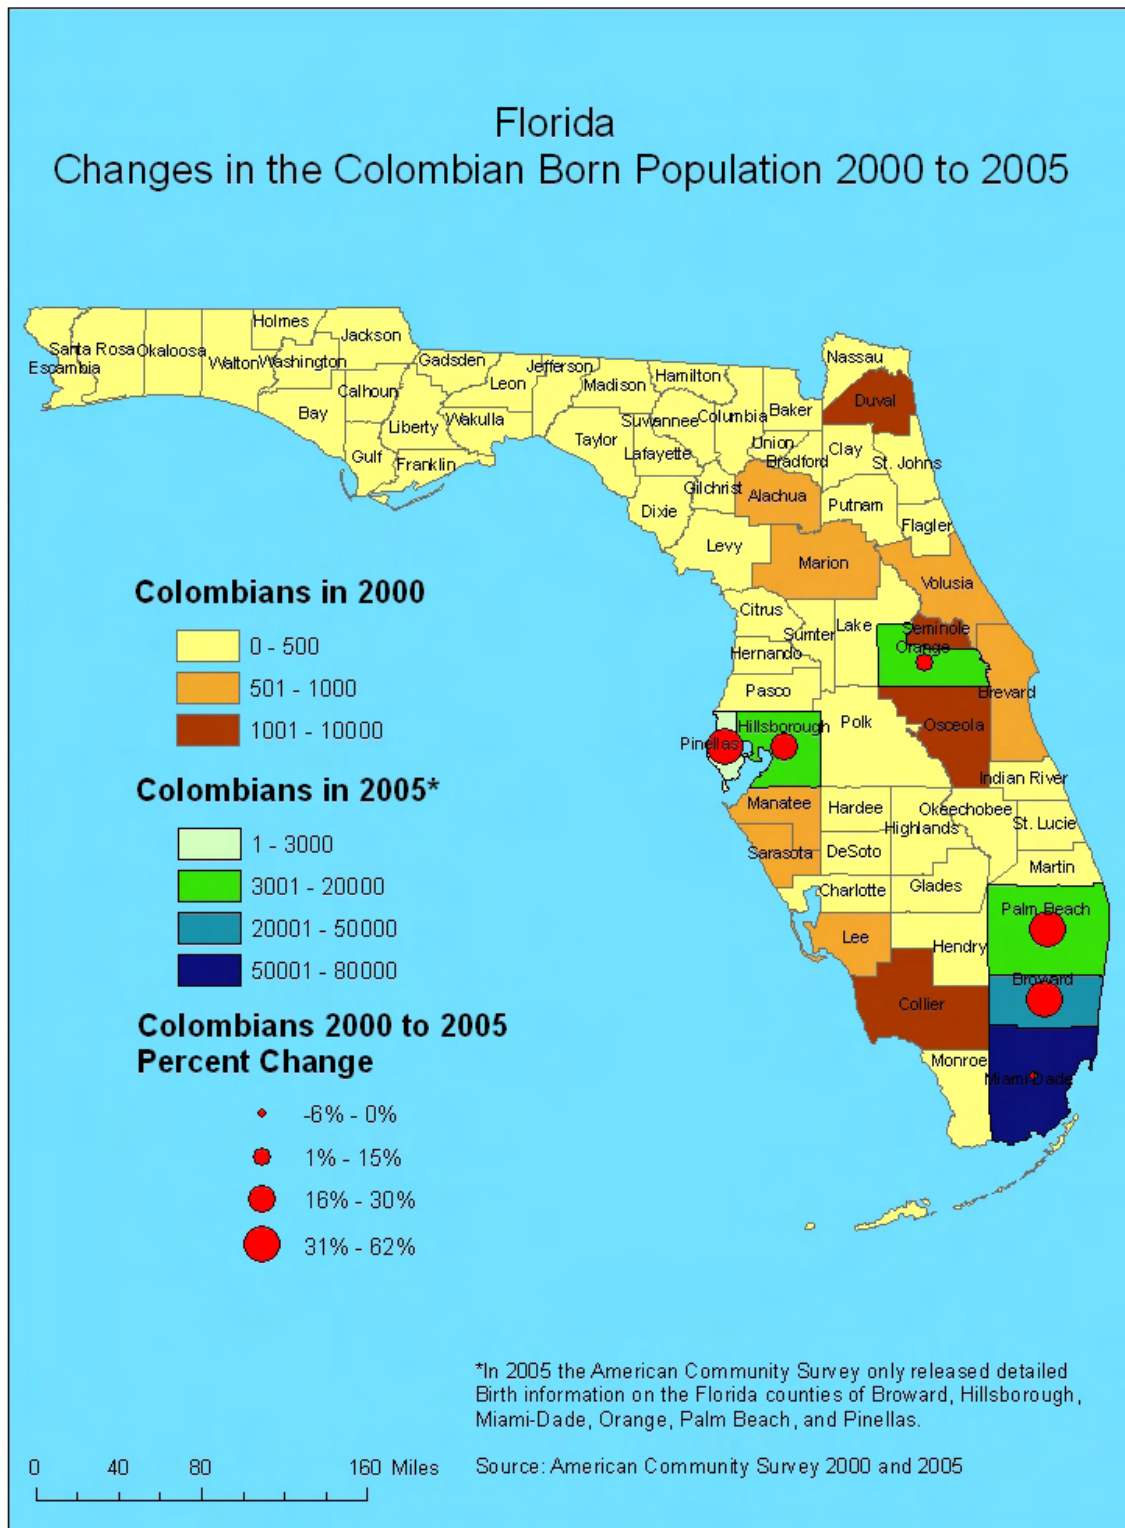 Florida
Changes in the Colombian Born Population 2000 to 2005
Holmes
Jackson
Santa Rosa
Okaloosa
Escambia
Walton
Washington
Gadsden
Jefferson
Leon
Madison
Hamilton
Nassau
Calhoun
Duval
Bay
Liberty
Wakulla
Suwannee
Columbia
Baker
Taylor
Union
Clay
Gulf
Franklin
Lafayette
Bradford
St. Johns
Gilchrist
Alachua
Putnam
Dixie
Flagler
Levy
Marion
Volusia
Citrus
Sumter
Lake
Seminole
Orange
Hernando
Pasco
Brevard
Polk
Osceola
Pinellas
Hillsborough
Indian River
Manatee
Hardee
Okeechobee
Highlands
St. Lucie
Sarasota
DeSoto
Martin
Charlotte
Glades
Palm Beach
Lee
Hendry
Broward
Collier
Monroe
Miami-Dade
Colombians in 2000
0 - 500
501 - 1000
1001 - 10000
Colombians in 2005*
1 - 3000
3001 - 20000
20001 - 50000
50001 - 80000
Colombians 2000 to 2005
Percent Change
-6% - 0%
1% - 15%
16% - 30%
31% - 62%
*In 2005 the American Community Survey only released detailed
Birth information on the Florida counties of Broward, Hillsborough,
Miami-Dade, Orange, Palm Beach, and Pinellas.
Source: American Community Survey 2000 and 2005
0 40 80 160 Miles